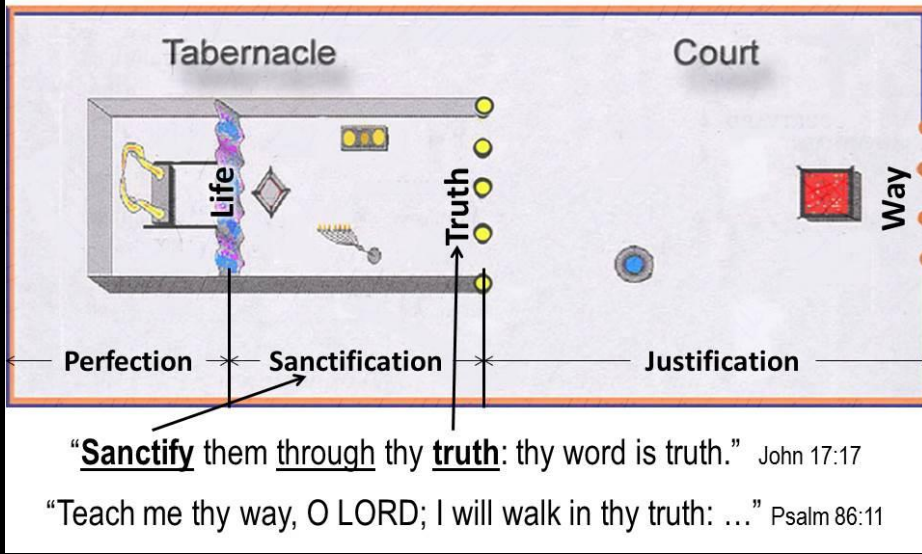 Tabernacle
Court
Life
Truth
Way
Perfection
Sanctification
Justification
“Sanctify them through thy truth: thy word is truth.” John 17:17
“Teach me thy way, O LORD; I will walk in thy truth: …” Psalm 86:11